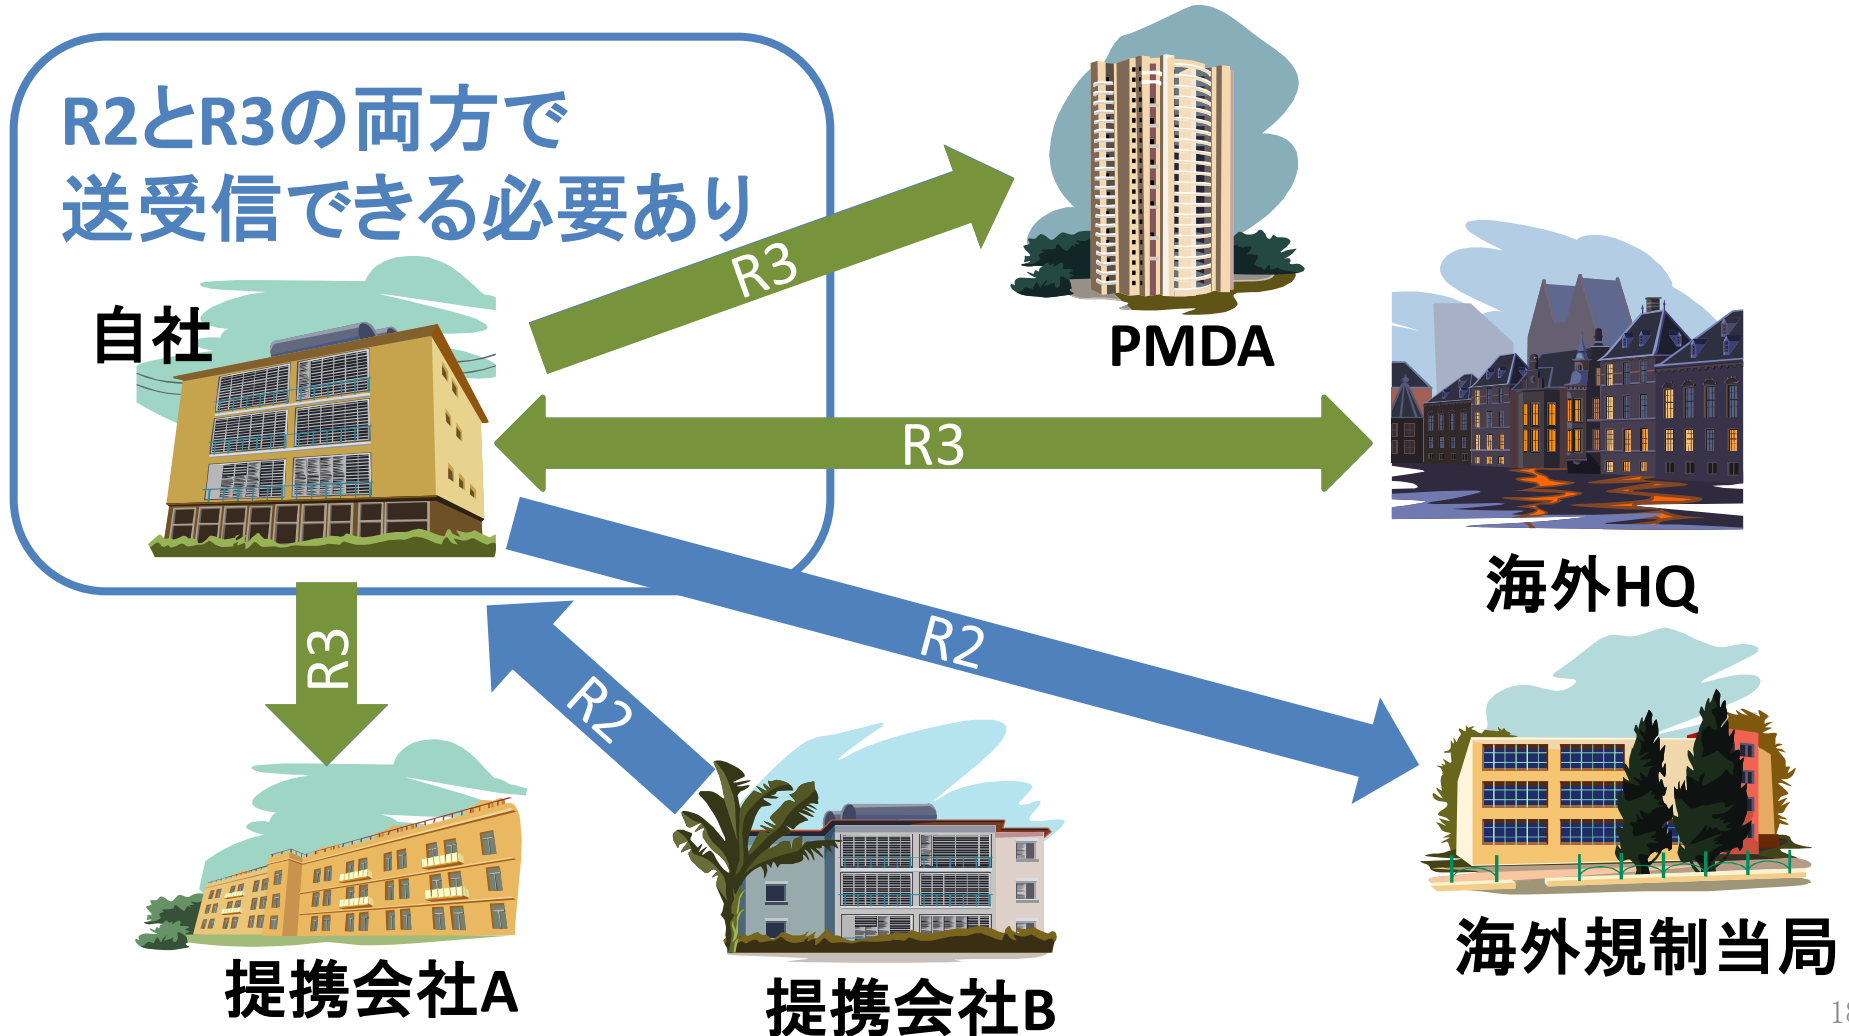 R2とR3の両方で
送受信できる必要あり
自社
R3
PMDA
R3
海外HQ
R2
R3
R2
海外規制当局
提携会社A
提携会社B
18